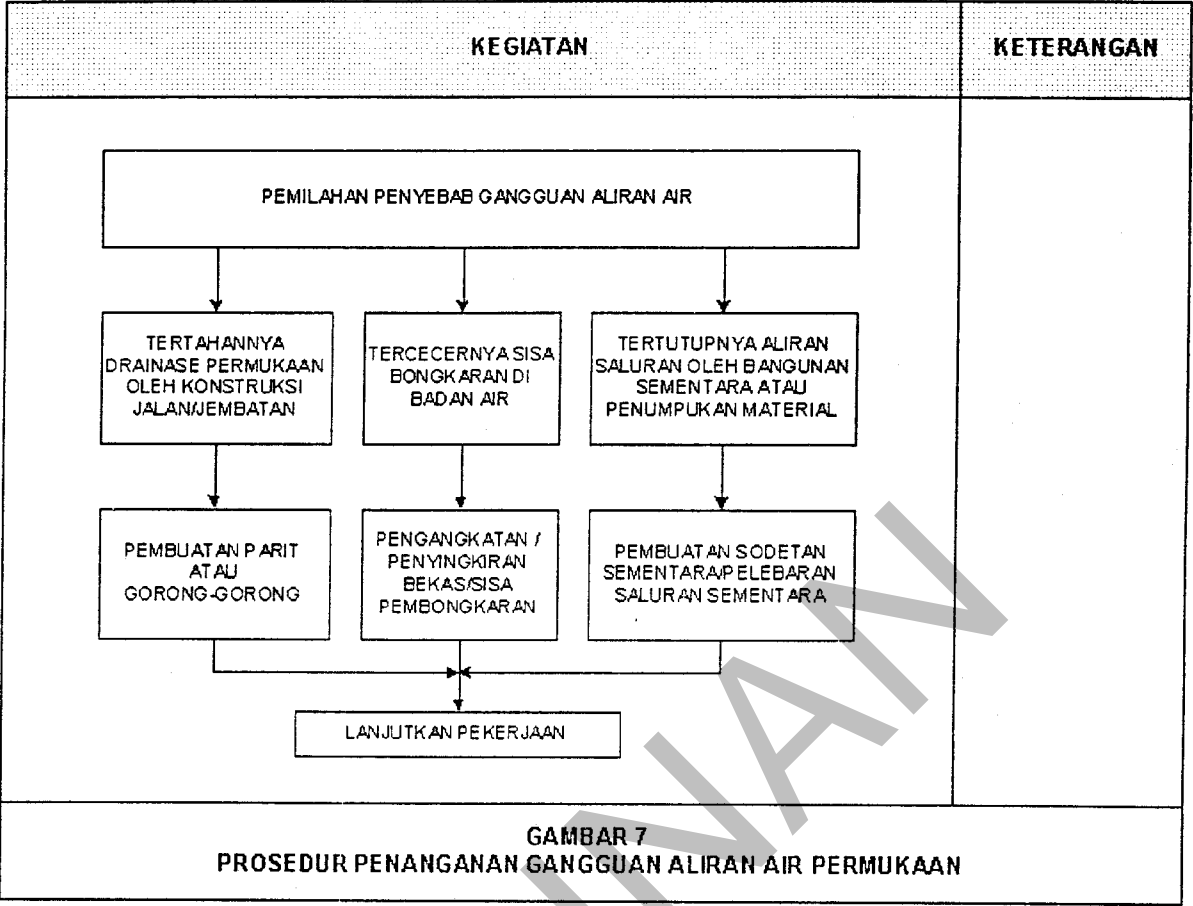 KEGIATAN
KETERANGAN
PEMILAHAN PENYEBAB GANGGUAN ALIRAN AIR
TERTAHANNYA
DRAINASE PERMUKAAN
OLEH KONSTRUKSI
JALAN/JEMBATAN
TERCECERNYA SISA
BONGKARAN DI
BADAN AIR
TERTUTUPNYA ALIRAN
SALURAN OLEH BANGUNAN
SEMENTARA ATAU
PENUMPUKAN MATERIAL
PEMBUATAN PARIT
ATAU
GORONG-GORONG
PENGANGKATAN /
PENYINGKIRAN
BEKAS/SISA
PEMBONGKARAN
PEMBUATAN SODETAN
SEMENTARA/PELEBARAN
SALURAN SEMENTARA
LANJUTKAN PEKERJAAN
GAMBAR 7
PROSEDUR PENANGANAN GANGGUAN ALIRAN AIR PERMUKAAN